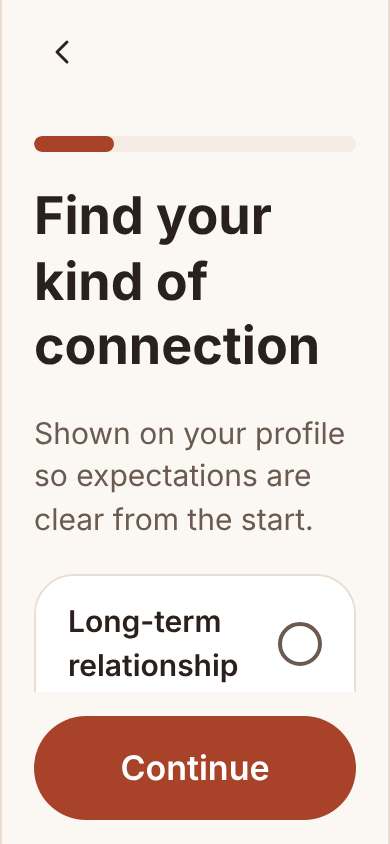 Find your
kind of
connection
Shown on your profile
so expectations are
clear from the start.
Long-term
relationship
Continue